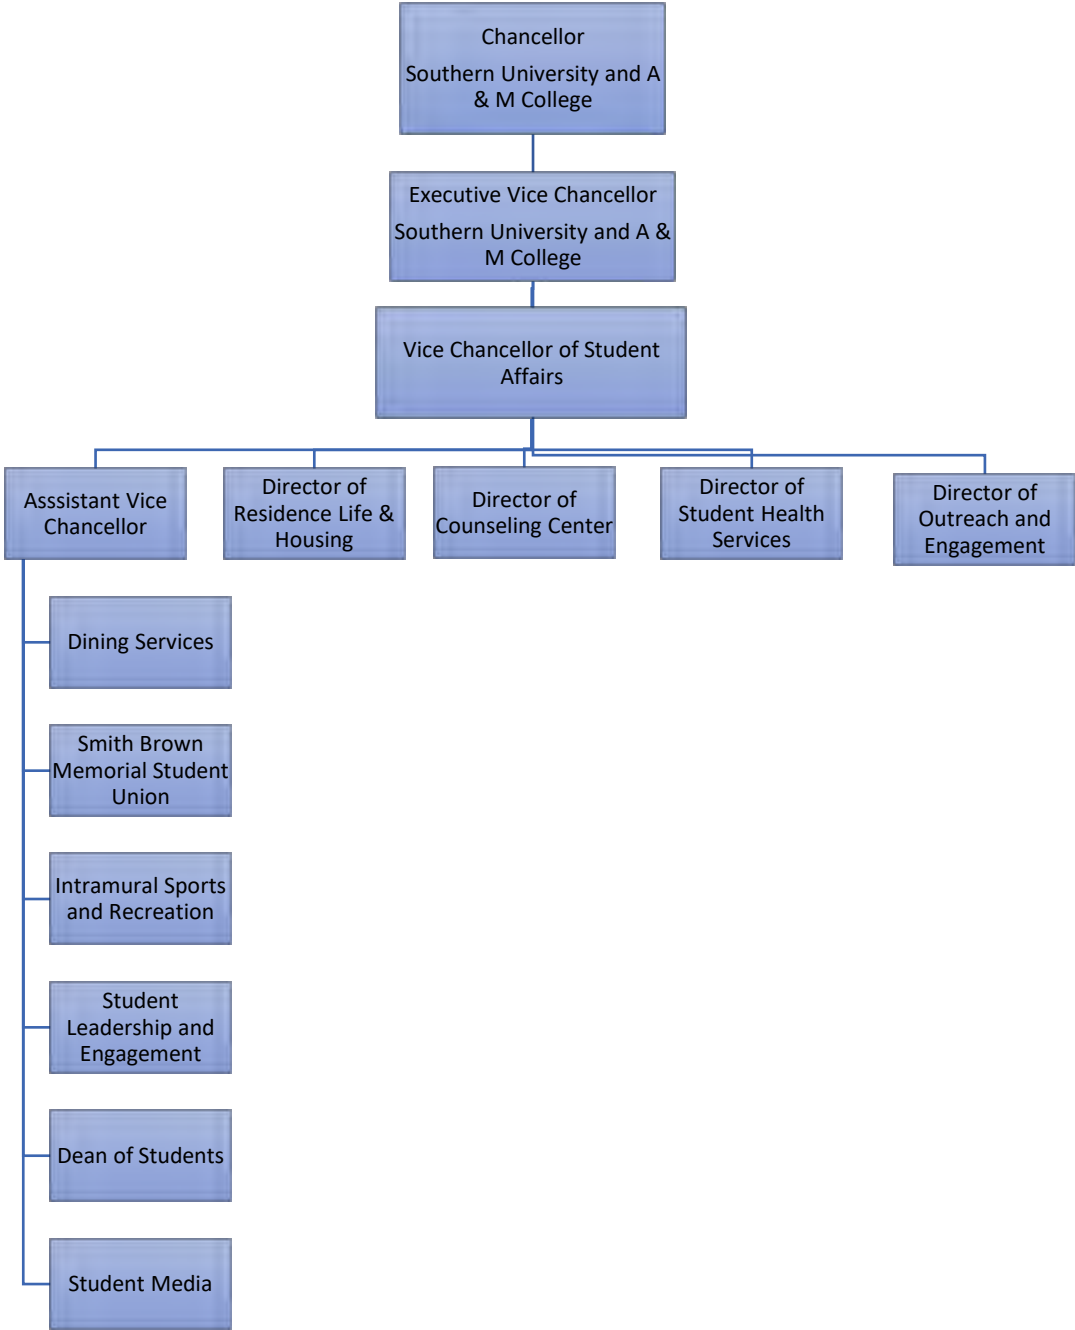 Chancellor
Southern University and A
& M College
Executive Vice Chancellor
Southern University and A &
M College
Vice Chancellor of Student
Affairs
Asssistant Vice
Chancellor
Director of
Residence Life &
Housing
Director of
Counseling Center
Director of
Student Health
Services
Director of
Outreach and
Engagement
Dining Services
Smith Brown
Memorial Student
Union
Intramural Sports
and Recreation
Student
Leadership and
Engagement
Dean of Students
Student Media